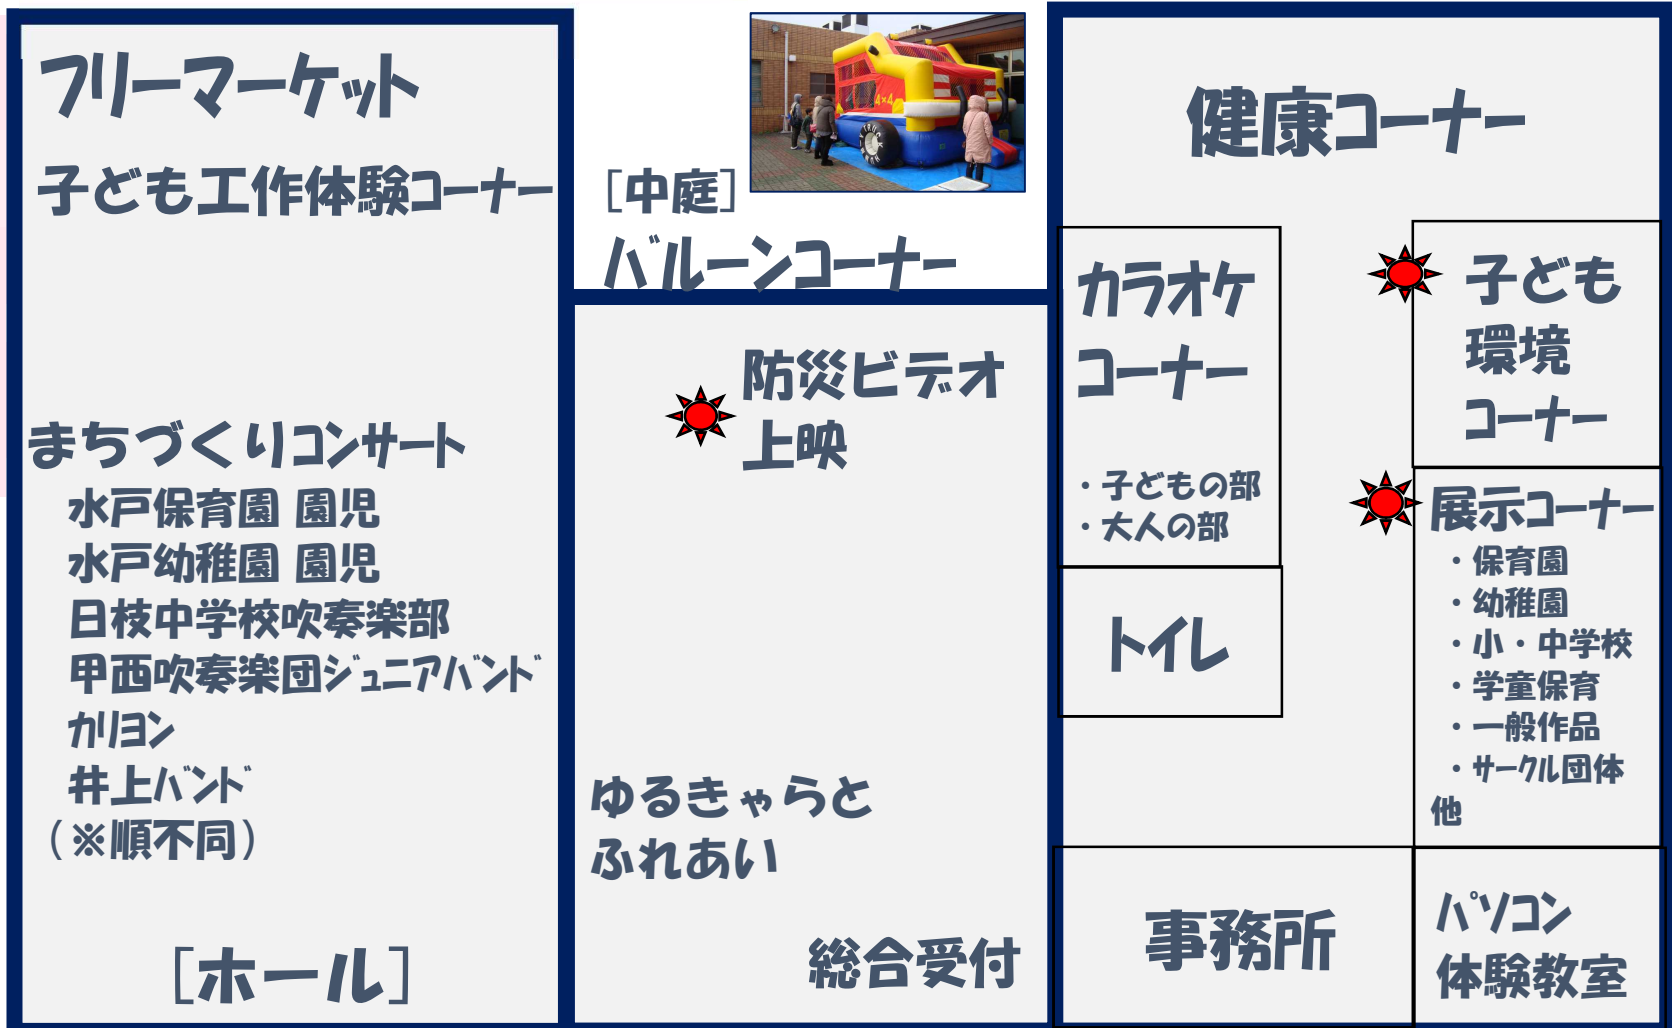 フリーマーケット
子ども工作体験コーナー
まちづくりコンサート
水戸保育園 園児
水戸幼稚園 園児
日枝中学校吹奏楽部
甲西吹奏楽団ジュニアバンド
カリヨン
井上バンド
(※順不同)
[ホール]
4×4
[中庭]
バルーンコーナー
防災ビデオ
上映
ゆるきゃらと
ふれあい
総合受付
健康コーナー
カラオケ
コーナー
・子どもの部
・大人の部
トイレ
子ども
環境
コーナー
展示コーナー
・保育園
・幼稚園
・小・中学校
・学童保育
・一般作品
・サークル団体
他
事務所
パソコン
体験教室